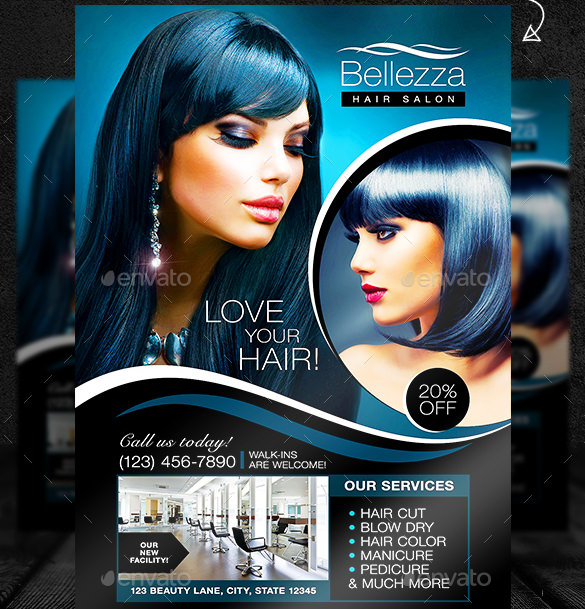 Bellezza
HAIR SALON
envato
envato
LOVE
YOUR
HAIR!
20%
OFF
Call us today!
(123) 456-7890
WALK-INS
ARE WELCOME!
OUR
NEW
FACILITY!
123 BEAUTY LANE, CITY, STATE 12345
OUR SERVICES
• HAIR CUT
• BLOW DRY
• HAIR COLOR
• MANICURE
• PEDICURE
& MUCH MORE
envato
envato